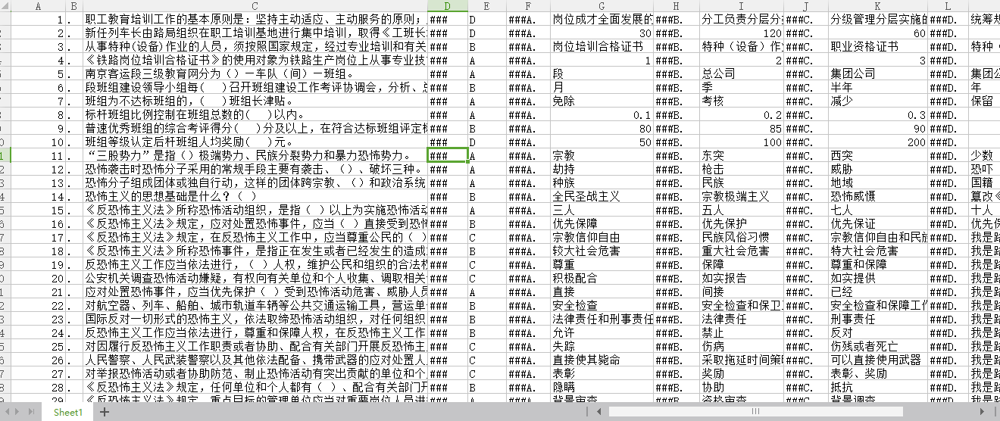 A B C D E F G H I J K L
1 . 职工教育培训工作的基本原则是：坚持主动适应、主动服务的原则； ### D ###A. 岗位成才全面发展的 ###B. 分工负责分层分 ###C. 分级管理分层实施的 ###D. 统筹规
2 . 新任列车长由路局组织在职工培训基地进行集中培训，取得《工班长 ### D ###A. 30 ###B. 120 ###C. 60 ###D.
3 . 从事特种(设备)作业的人员，须按照国家规定，经过专业培训和有关 ### B ###A. 岗位培训合格证书 ###B. 特种（设备）作 ###C. 职业资格证书 ###D. 特种（
4 . 《铁路岗位培训合格证书》的使用对象为铁路生产岗位上从事专业技 ### A ###A. 1 ###B. 2 ###C. 3 ###D.
5 . 南京客运段三级教育网分为（）—车队（间）—班组。 ### A ###A. 段 ###B. 总公司 ###C. 集团公司 ###D. 集团公
6 . 段班组建设领导小组每( )召开班组建设工作考评协调会，分析、总 ### B ###A. 月 ###B. 季 ###C. 半年 ###D. 年
7 . 班组为不达标班组的，( )班组长津贴。 ### A ###A. 免除 ###B. 考核 ###C. 减少 ###D. 保留
8 . 标杆班组比例控制在班组总数的( )以内。 ### A ###A. 0.1 ###B. 0.2 ###C. 0.3 ###D.
9 . 普速优秀班组的综合考评得分( )分及以上，在符合达标班组评定标 ### B ###A. 80 ###B. 85 ###C. 90 ###D.
10 . 班组等级认定后杆班组人均奖励( )元。 ### D ###A. 50 ###B. 100 ###C. 200 ###D.
11 . “三股势力”是指（）极端势力、民族分裂势力和暴力恐怖势力。 ### A ###A. 宗教 ###B. 东突 ###C. 西突 ###D. 少数
12 . 恐怖袭击时恐怖分子采用的常规手段主要有袭击、（）、破坏三种。 ### A ###A. 劫持 ###B. 枪击 ###C. 威胁 ###D. 恐吓
13 . 恐怖分子组成团体或独自行动，这样的团体跨宗教、（）和政治系统 ### A ###A. 种族 ###B. 民族 ###C. 地域 ###D. 国籍
14 . 恐怖主义的思想基础是什么？（ ） ### B ###A. 全民圣战主义 ###B. 宗教极端主义 ###C. 恐怖威慑 ###D. 篡改《
15 . 《反恐怖主义法》所称恐怖活动组织，是指（ ）以上为实施恐怖活动 ### A ###A. 三人 ###B. 五人 ###C. 七人 ###D. 十人
16 . 《反恐怖主义法》规定，应对处置恐怖事件，应当（ ）直接受到恐怖 ### B ###A. 优先保障 ###B. 优先保护 ###C. 优先保证 ###D. 优先保
17 . 《反恐怖主义法》规定，在反恐怖主义工作中，应当尊重公民的（ ） ### C ###A. 宗教信仰自由 ###B. 民族风俗习惯 ###C. 宗教信仰自由和民族 ###D. 我是路
18 . 《反恐怖主义法》所称恐怖事件，是指正在发生或者已经发生的造成 ### B ###A. 较大社会危害 ###B. 重大社会危害 ###C. 特大社会危害 ###D. 我是路
19 . 反恐怖主义工作应当依法进行，（ ）人权，维护公民和组织的合法权 ### C ###A. 尊重 ###B. 保障 ###C. 尊重和保障 ###D. 我是路
20 . 公安机关调查恐怖活动嫌疑，有权向有关单位和个人收集、调取相关 ### C ###A. 积极配合 ###B. 如实报告 ###C. 如实提供 ###D. 我是路
21 . 应对处置恐怖事件，应当优先保护（ ）受到恐怖活动危害、威胁人员 ### A ###A. 直接 ###B. 间接 ###C. 已经 ###D. 我是路
22 . 对航空器、列车、船舶、城市轨道车辆等公共交通运输工具，营运单 ### B ###A. 安全检查 ###B. 安全检查和保卫 ###C. 安全检查和保障工作 ###D. 我是路
23 . 国际反对一切形式的恐怖主义，依法取缔恐怖活动组织，对任何组织 ### B ###A. 法律责任和刑事责任 ###B. 法律责任 ###C. 刑事责任 ###D. 我是路
24 . 反恐怖主义工作应当依法进行，尊重和保障人权，在反恐怖主义工作 ### B ###A. 允许 ###B. 禁止 ###C. 反对 ###D. 我是路
25 . 对因履行反恐怖主义工作职责或者协助、配合有关部门开展反恐怖主 ### C ###A. 失踪 ###B. 伤病 ###C. 伤残或者死亡 ###D. 我是路
26 . 人民警察、人民武装警察以及其他依法配备、携带武器的应对处置人 ### C ###A. 直接使其毙命 ###B. 采取拖延时间策 ###C. 可以直接使用武器 ###D. 我是路
27 . 对举报恐怖活动或者协助防范、制止恐怖活动有突出贡献的单位和个 ### C ###A. 表彰 ###B. 奖励 ###C. 表彰、奖励 ###D. 我是路
28 . 《反恐怖主义法》规定，任何单位和个人都有（ ）、配合有关部门开 ### B ###A. 隐瞒 ###B. 协助 ###C. 抵抗 ###D. 我是路
29 . 《反恐怖主义法》规定，重点目标的管理单位应当对重要岗位人员进 ### A ###A. 背景审查 ###B. 资格审查 ###C. 背景调查 ###D. 我是路
Sheet1